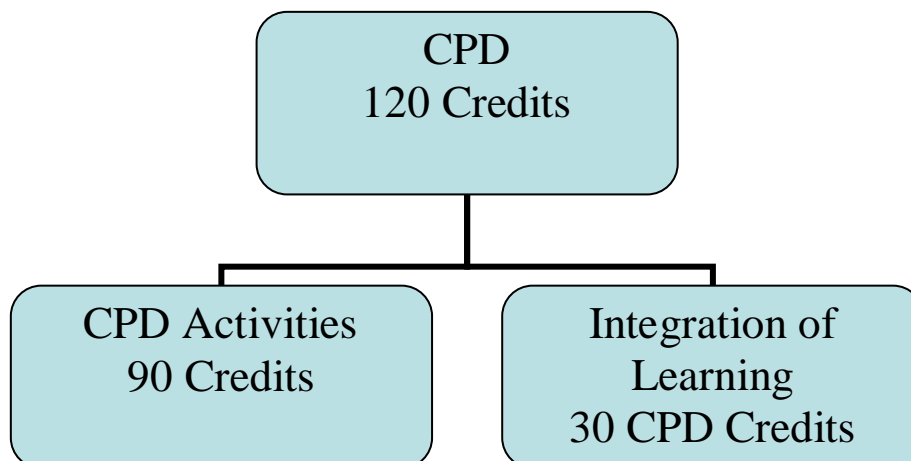 CPD
120 Credits
CPD Activities
90 Credits
Integration of
Learning
30 CPD Credits